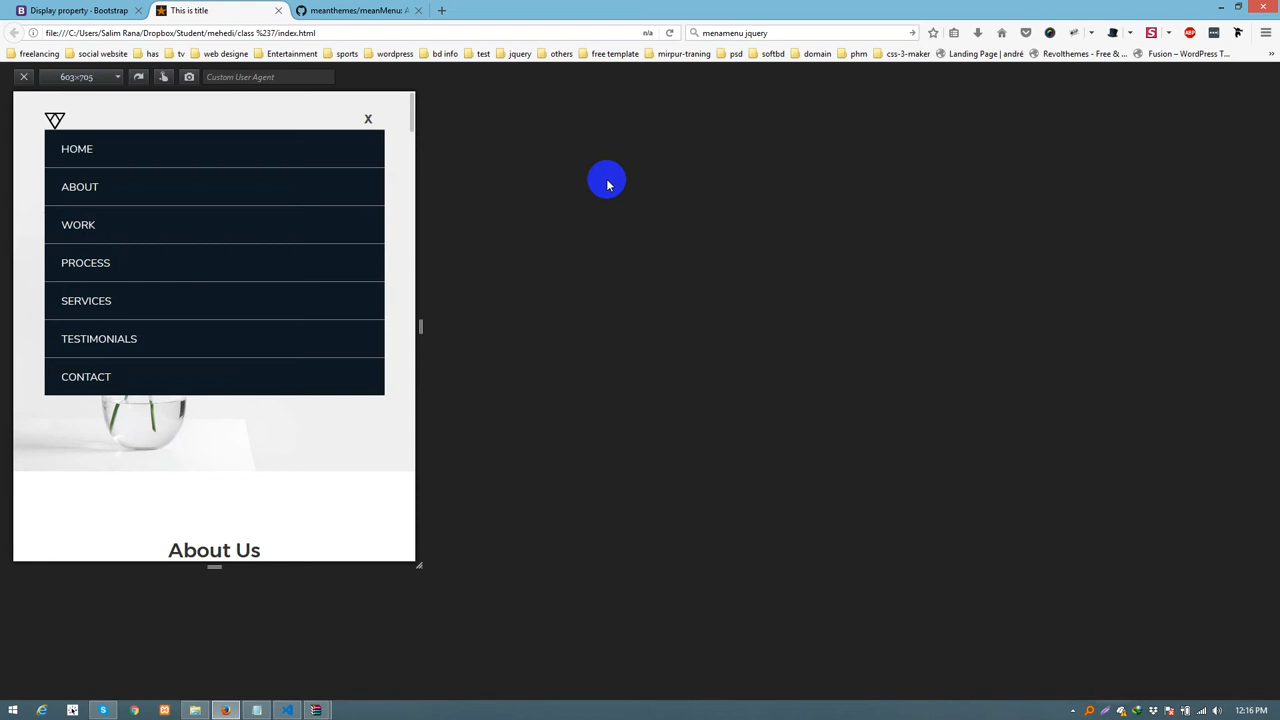 Display property - Bootstrap
This is title
meanthemes/meanMenu: A
file:///C:/Users/Salim Rana/Dropbox/Student/mehedi/class %237/index.html
n/a
menamenu jquery
freelancing
social website
has
tv
web designe
Entertainment
sports
wordpress
bd info
test
jquery
others
free template
mirpur-traning
psd
softbd
domain
phm
css-3-maker
Landing Page | andré
Revolthemes - Free & ...
Fusion – WordPress T...
603×705
Custom User Agent
X
HOME
ABOUT
WORK
PROCESS
SERVICES
TESTIMONIALS
CONTACT
About Us
12:16 PM